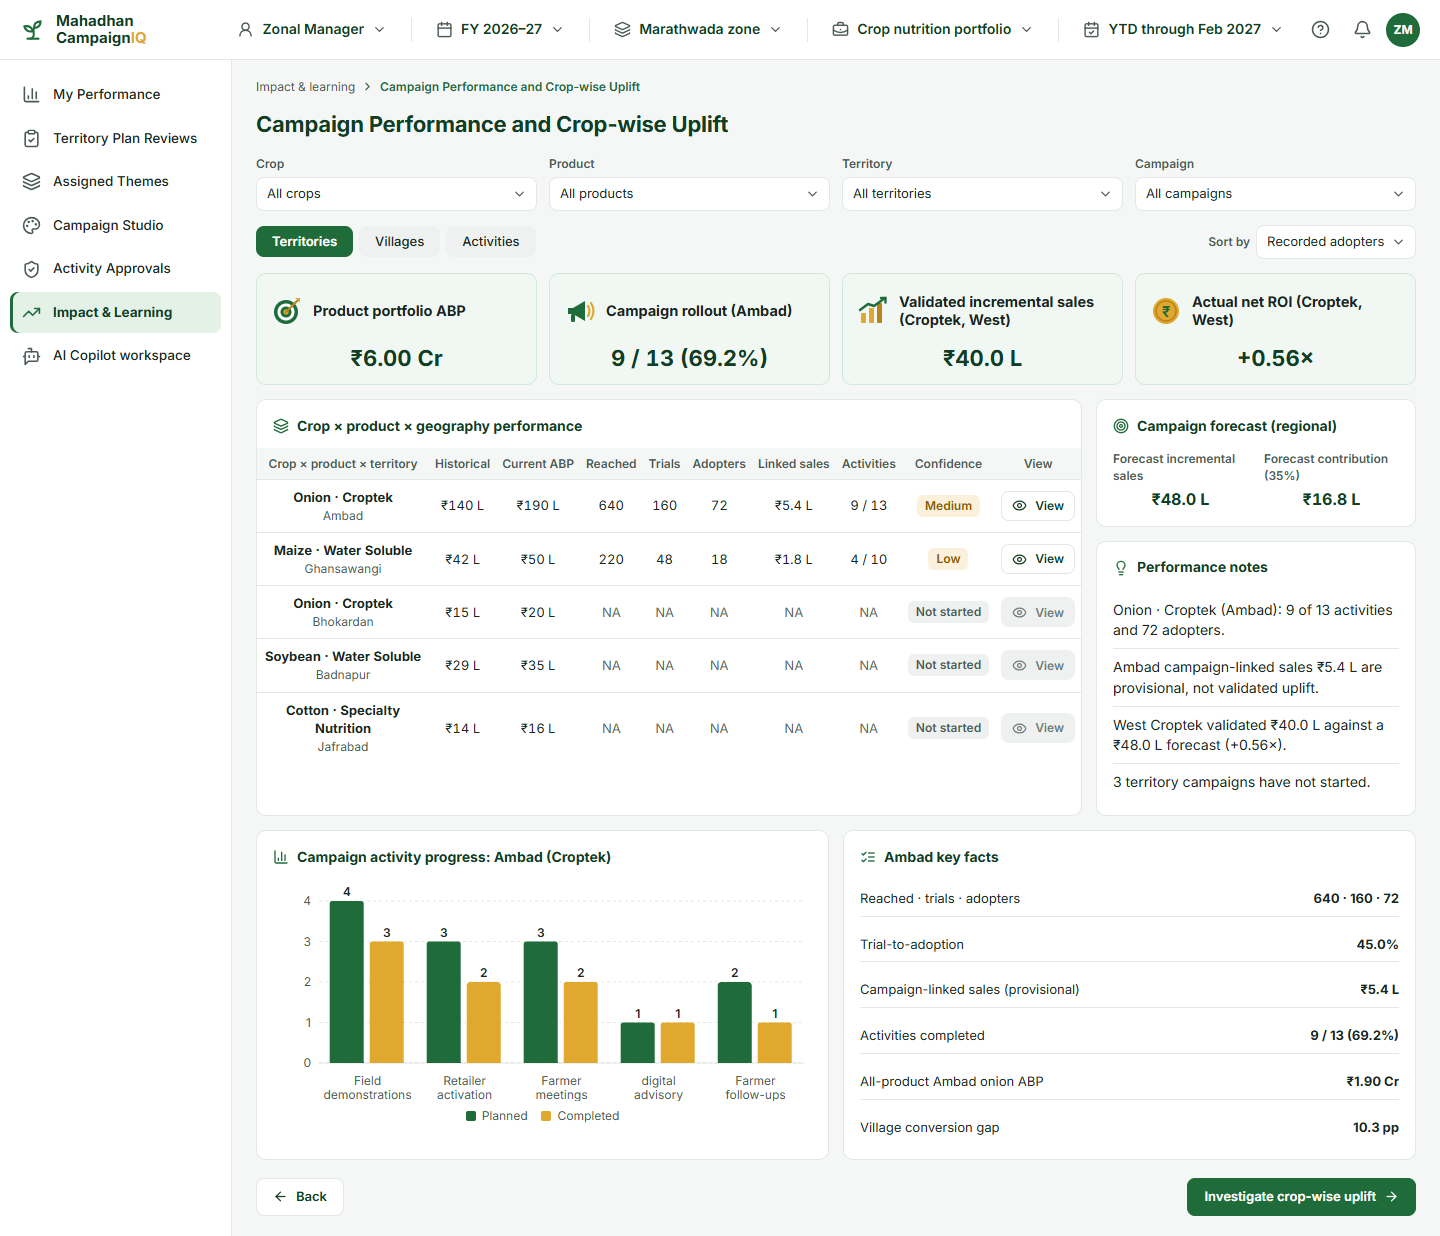 Mahadhan
CampaignIQ
Zonal Manager
FY 2026–27
Marathwada zone
Crop nutrition portfolio
YTD through Feb 2027
ZM
My Performance
Territory Plan Reviews
Assigned Themes
Campaign Studio
Activity Approvals
Impact & Learning
AI Copilot workspace
Impact & learning > Campaign Performance and Crop-wise Uplift
Campaign Performance and Crop-wise Uplift
Crop Product Territory Campaign
All crops All products All territories All campaigns
Territories Villages Activities Sort by Recorded adopters
Product portfolio ABP
₹6.00 Cr
Campaign rollout (Ambad)
9 / 13 (69.2%)
Validated incremental sales
(Croptek, West)
₹40.0 L
Actual net ROI (Croptek,
West)
+0.56×
Crop × product × geography performance
Crop × product × territory Historical Current ABP Reached Trials Adopters Linked sales Activities Confidence View
Onion · Croptek
Ambad
₹140 L ₹190 L 640 160 72 ₹5.4 L 9 / 13 Medium View
Maize · Water Soluble
Ghansawangi
₹42 L ₹50 L 220 48 18 ₹1.8 L 4 / 10 Low View
Onion · Croptek
Bhokardan
₹15 L ₹20 L NA NA NA NA NA Not started View
Soybean · Water Soluble
Badnapur
₹29 L ₹35 L NA NA NA NA NA Not started View
Cotton · Specialty
Nutrition
Jafrabad
₹14 L ₹16 L NA NA NA NA NA Not started View
Campaign forecast (regional)
Forecast incremental
sales
₹48.0 L
Forecast contribution
(35%)
₹16.8 L
Performance notes
Onion · Croptek (Ambad): 9 of 13 activities
and 72 adopters.
Ambad campaign-linked sales ₹5.4 L are
provisional, not validated uplift.
West Croptek validated ₹40.0 L against a
₹48.0 L forecast (+0.56×).
3 territory campaigns have not started.
Campaign activity progress: Ambad (Croptek)
4
3
2
1
0
4 3
3 2
3 2
1 1
2 1
Field
demonstrations
Retailer
activation
Farmer
meetings
digital
advisory
Farmer
follow-ups
Planned Completed
Ambad key facts
Reached · trials · adopters 640 · 160 · 72
Trial-to-adoption 45.0%
Campaign-linked sales (provisional) ₹5.4 L
Activities completed 9 / 13 (69.2%)
All-product Ambad onion ABP ₹1.90 Cr
Village conversion gap 10.3 pp
← Back
Investigate crop-wise uplift →